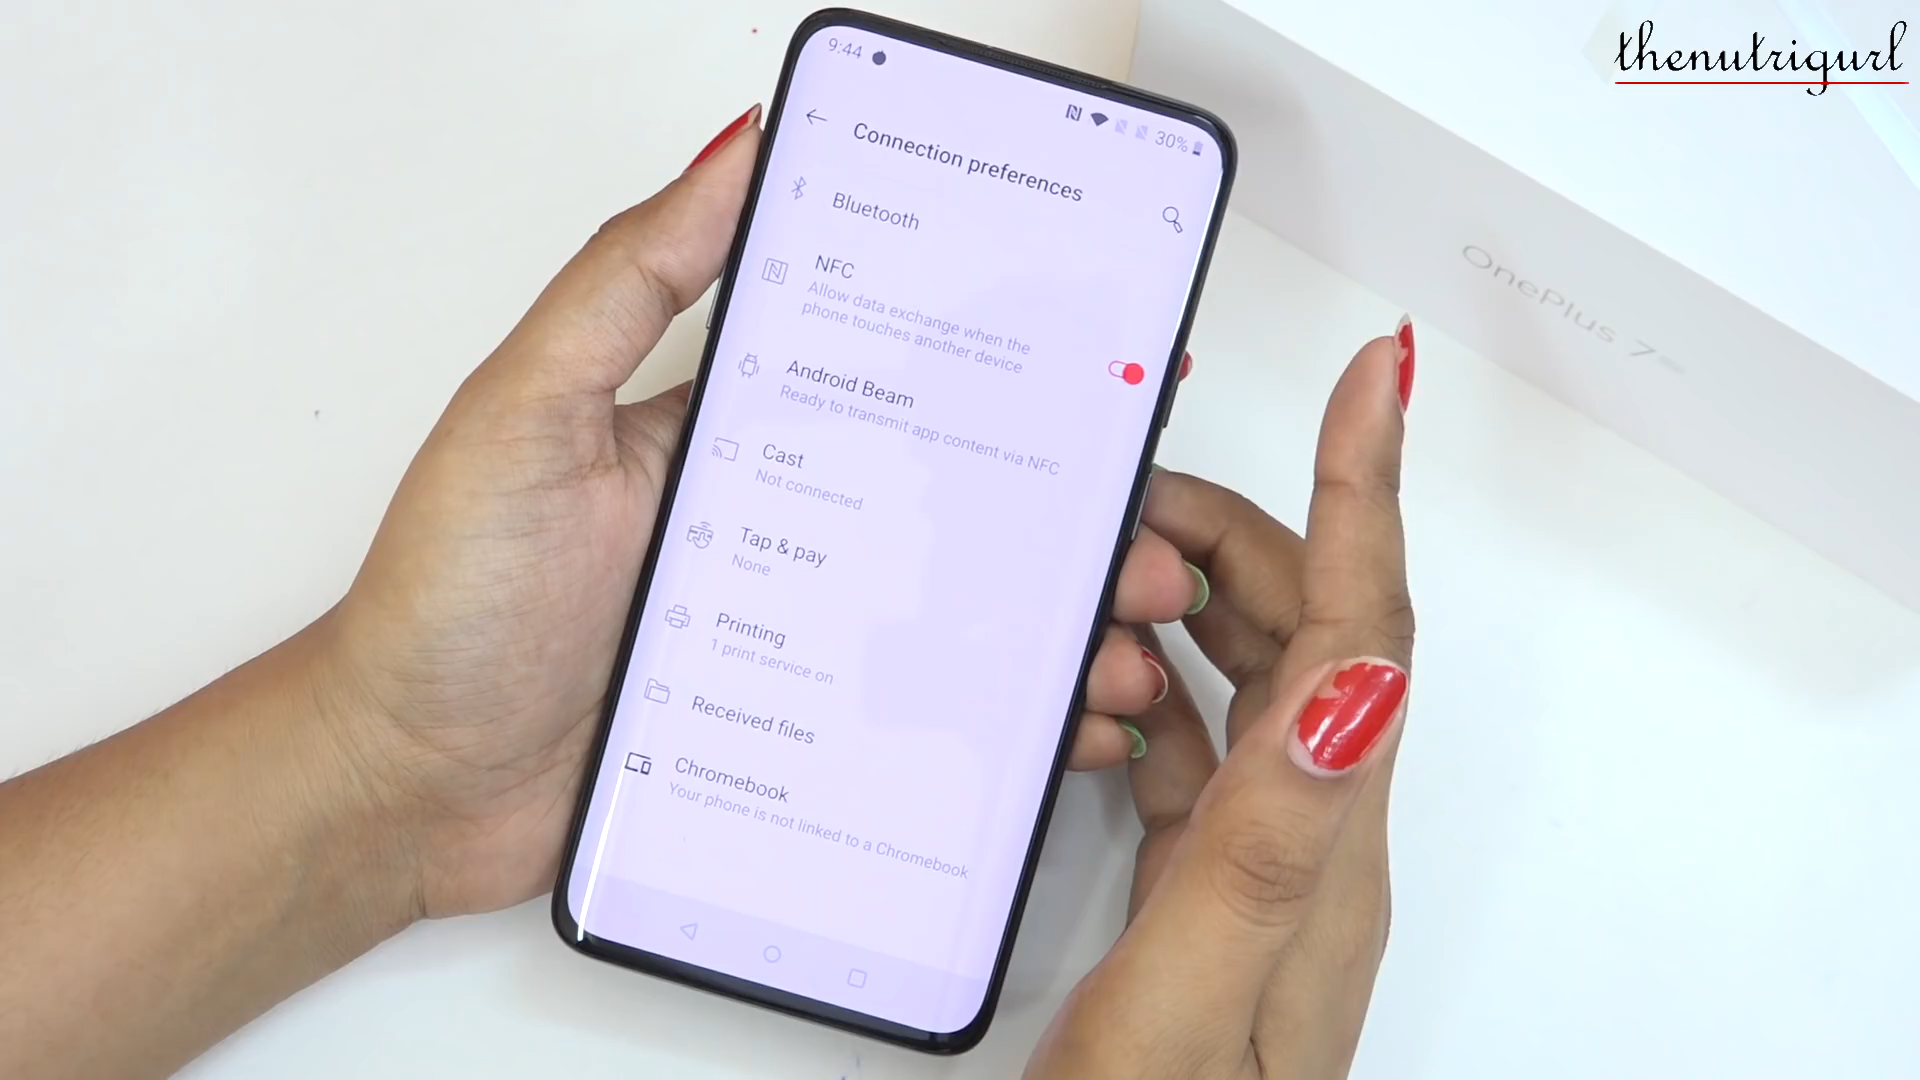 thenutrigurl
9:44
30%
Connection preferences
Bluetooth
NFC
Allow data exchange when the
phone touches another device
Android Beam
Ready to transmit app content via NFC
Cast
Not connected
Tap & pay
None
Printing
1 print service on
Received files
Chromebook
Your phone is not linked to a Chromebook
OnePlus 7